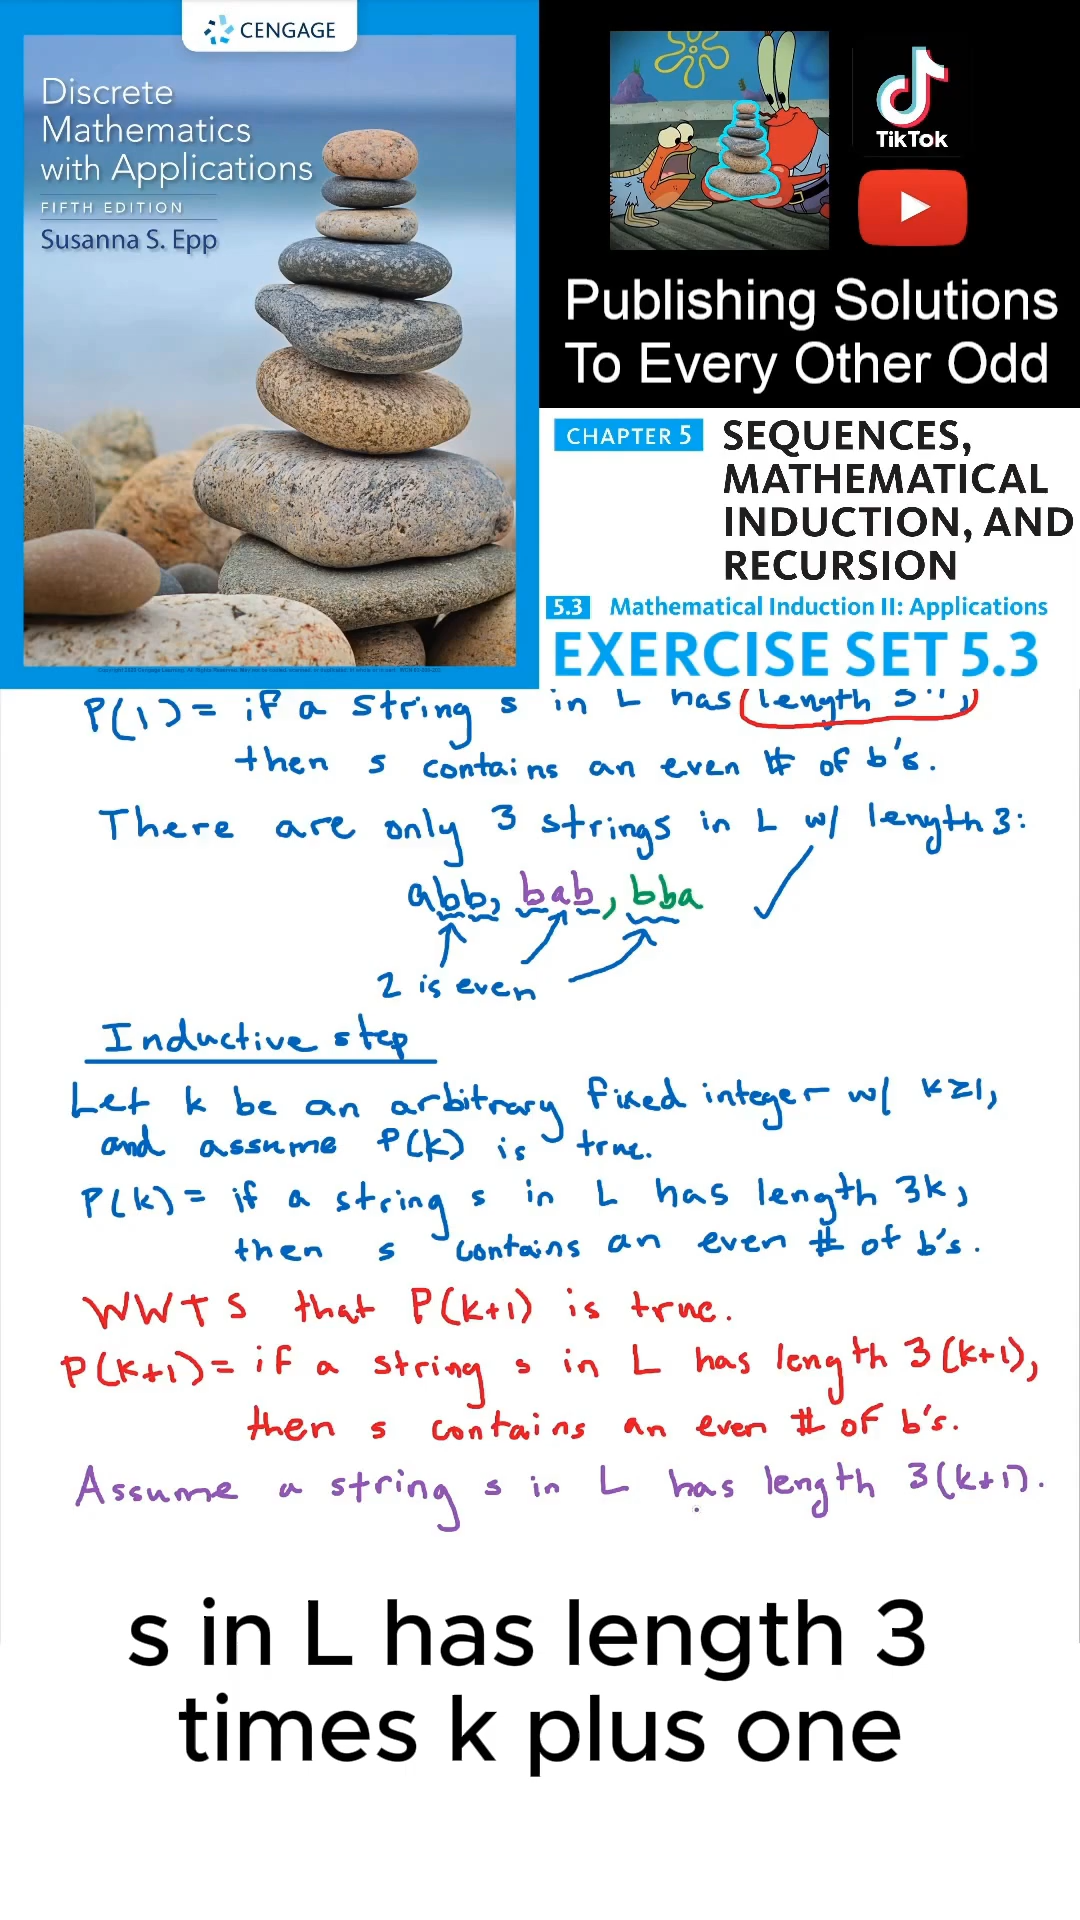 CENGAGE
Discrete
Mathematics
with Applications
FIFTH EDITION
Susanna S. Epp
TikTok
Publishing Solutions
To Every Other Odd
CHAPTER 5 SEQUENCES,
MATHEMATICAL
INDUCTION, AND
RECURSION
5.3 Mathematical Induction II: Applications
EXERCISE SET 5.3
P(1) = if a string s in L has length 3·1,
then s contains an even # of b's.
There are only 3 strings in L w/ length 3:
abb, bab, bba
2 is even
Inductive step
Let k be an arbitrary fixed integer w/ k≥1,
and assume P(k) is true.
P(k) = if a string s in L has length 3k,
then s contains an even # of b's.
WWTS that P(k+1) is true.
P(k+1) = if a string s in L has length 3(k+1),
then s contains an even # of b's.
Assume a string s in L has length 3(k+1).
s in L has length 3
times k plus one